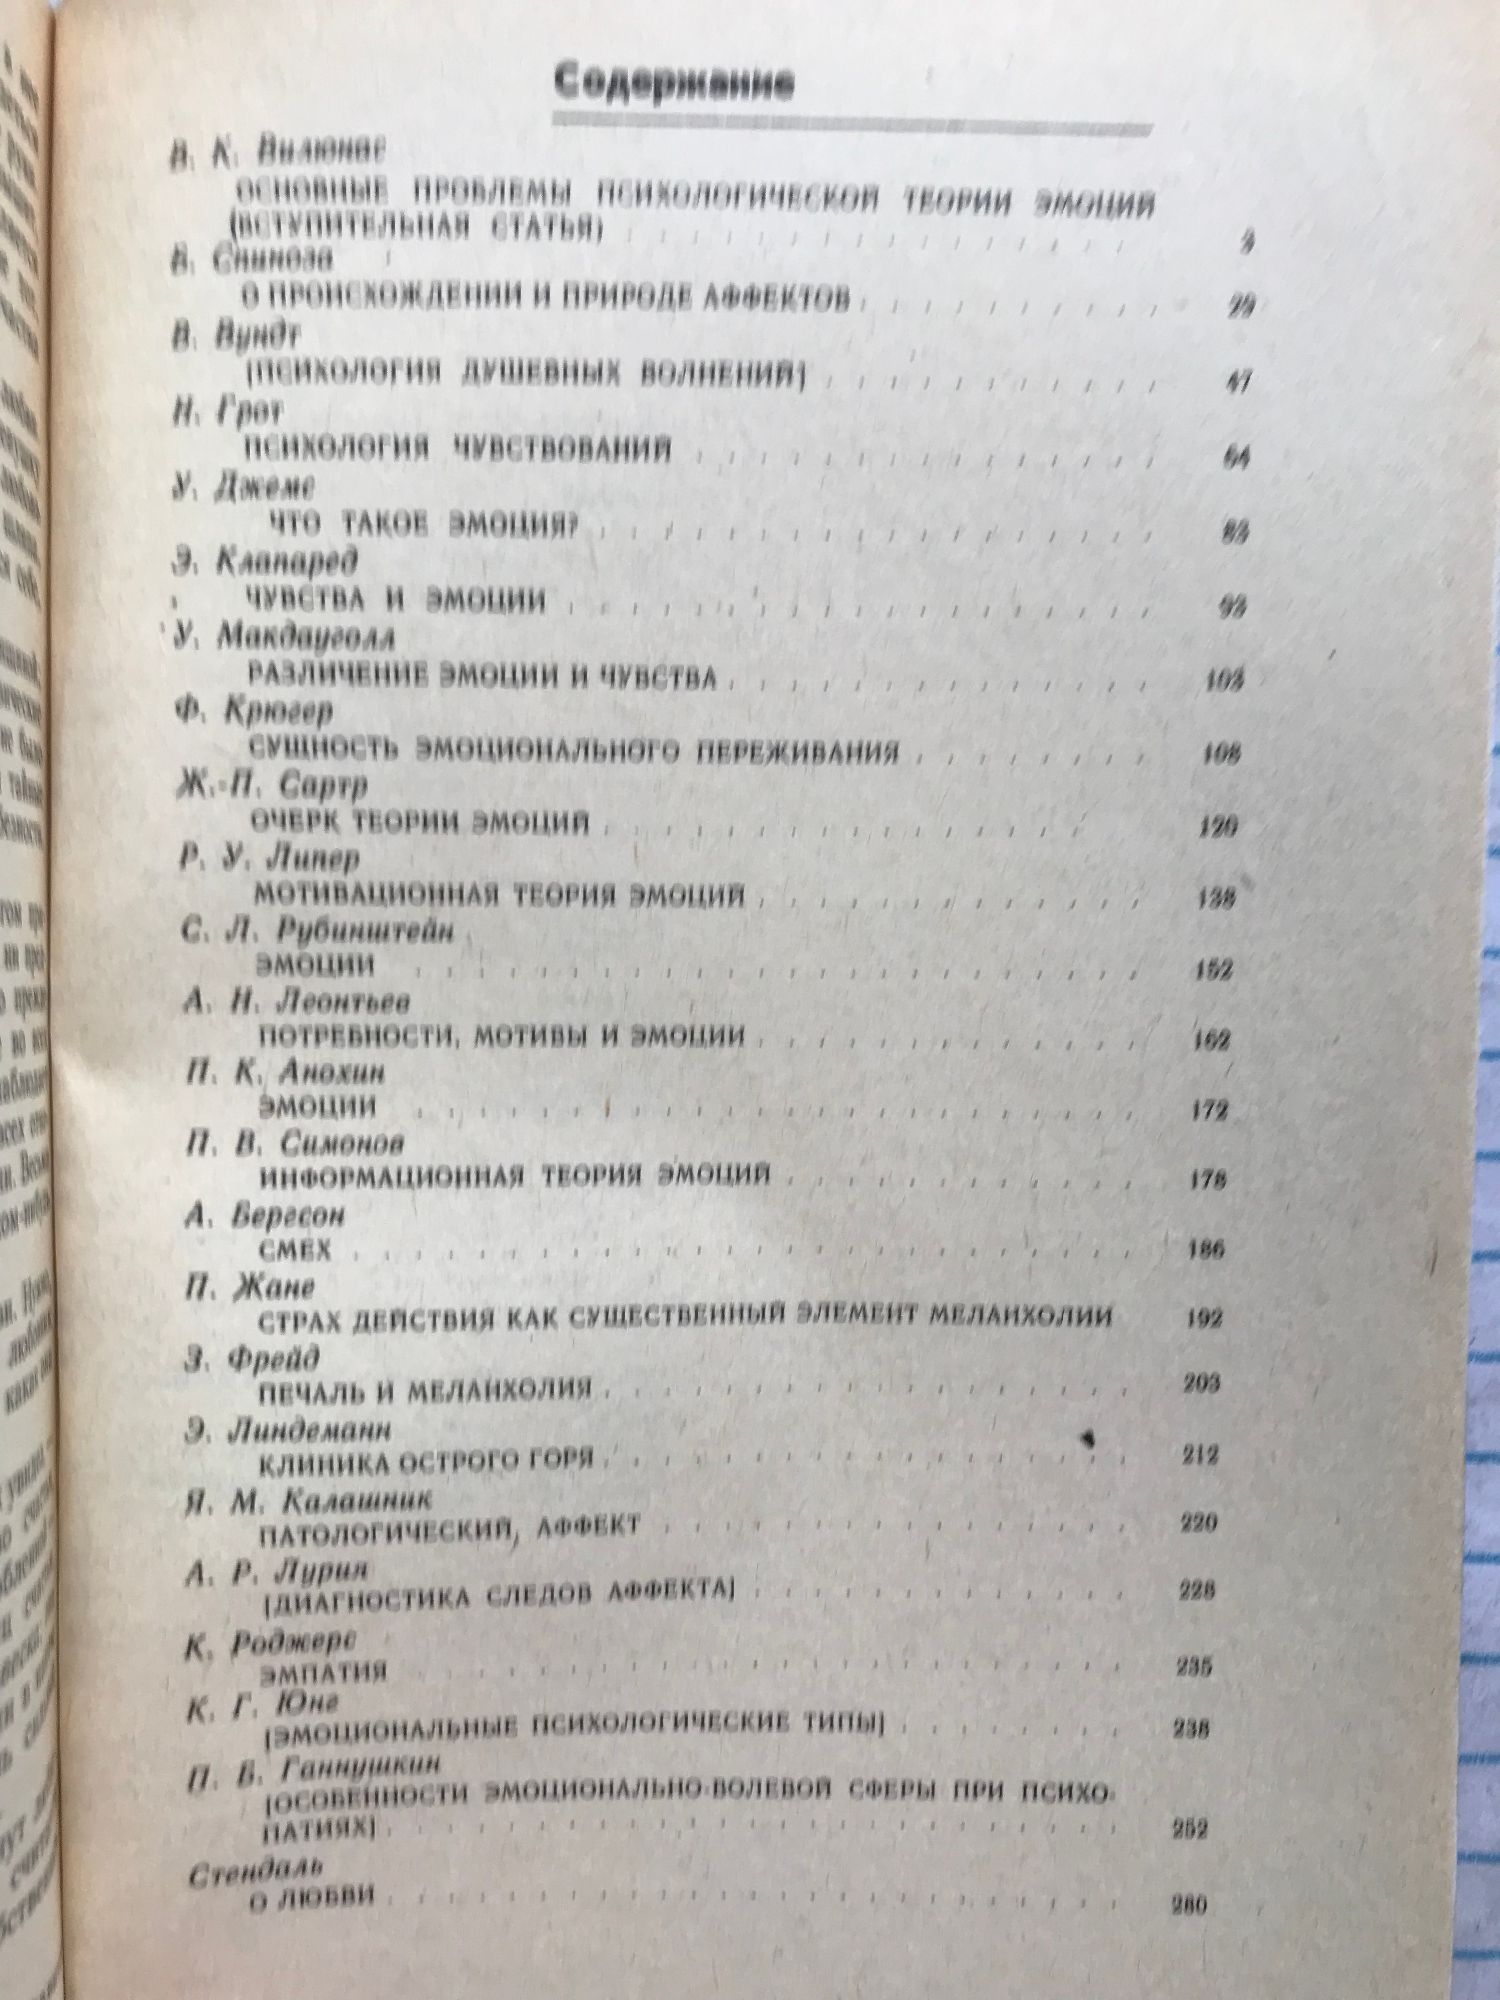 Содержание
В. К. Вилюнас
ОСНОВНЫЕ ПРОБЛЕМЫ ПСИХОЛОГИЧЕСКОЙ ТЕОРИИ ЭМОЦИЙ
(ВСТУПИТЕЛЬНАЯ СТАТЬЯ) 3
Б. Спиноза
О ПРОИСХОЖДЕНИИ И ПРИРОДЕ АФФЕКТОВ 29
В. Вундт
[ПСИХОЛОГИЯ ДУШЕВНЫХ ВОЛНЕНИЙ] 47
Н. Грот
ПСИХОЛОГИЯ ЧУВСТВОВАНИЙ 64
У. Джемс
ЧТО ТАКОЕ ЭМОЦИЯ? 83
Э. Клапаред
ЧУВСТВА И ЭМОЦИИ 93
У. Макдауголл
РАЗЛИЧЕНИЕ ЭМОЦИИ И ЧУВСТВА 103
Ф. Крюгер
СУЩНОСТЬ ЭМОЦИОНАЛЬНОГО ПЕРЕЖИВАНИЯ 108
Ж.-П. Сартр
ОЧЕРК ТЕОРИИ ЭМОЦИЙ 120
Р. У. Липер
МОТИВАЦИОННАЯ ТЕОРИЯ ЭМОЦИЙ 138
С. Л. Рубинштейн
ЭМОЦИИ 152
А. Н. Леонтьев
ПОТРЕБНОСТИ, МОТИВЫ И ЭМОЦИИ 162
П. К. Анохин
ЭМОЦИИ 172
П. В. Симонов
ИНФОРМАЦИОННАЯ ТЕОРИЯ ЭМОЦИЙ 178
А. Бергсон
СМЕХ 186
П. Жане
СТРАХ ДЕЙСТВИЯ КАК СУЩЕСТВЕННЫЙ ЭЛЕМЕНТ МЕЛАНХОЛИИ 192
З. Фрейд
ПЕЧАЛЬ И МЕЛАНХОЛИЯ 203
Э. Линдеманн
КЛИНИКА ОСТРОГО ГОРЯ 212
Я. М. Калашник
ПАТОЛОГИЧЕСКИЙ АФФЕКТ 220
А. Р. Лурия
[ДИАГНОСТИКА СЛЕДОВ АФФЕКТА] 228
К. Роджерс
ЭМПАТИЯ 235
К. Г. Юнг
[ЭМОЦИОНАЛЬНЫЕ ПСИХОЛОГИЧЕСКИЕ ТИПЫ] 238
П. Б. Ганнушкин
[ОСОБЕННОСТИ ЭМОЦИОНАЛЬНО-ВОЛЕВОЙ СФЕРЫ ПРИ ПСИХО-
ПАТИЯХ] 252
Стендаль
О ЛЮБВИ 280